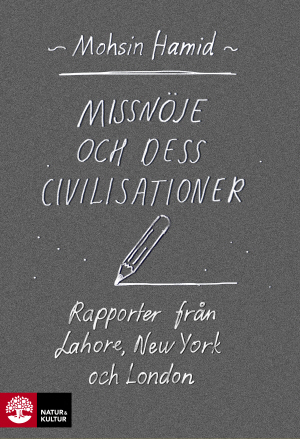 ~ Mohsin Hamid ~
MISSNÖJE
OCH DESS
CIVILISATIONER
Rapporter från
Lahore, New York
och London
NATUR &
KULTUR